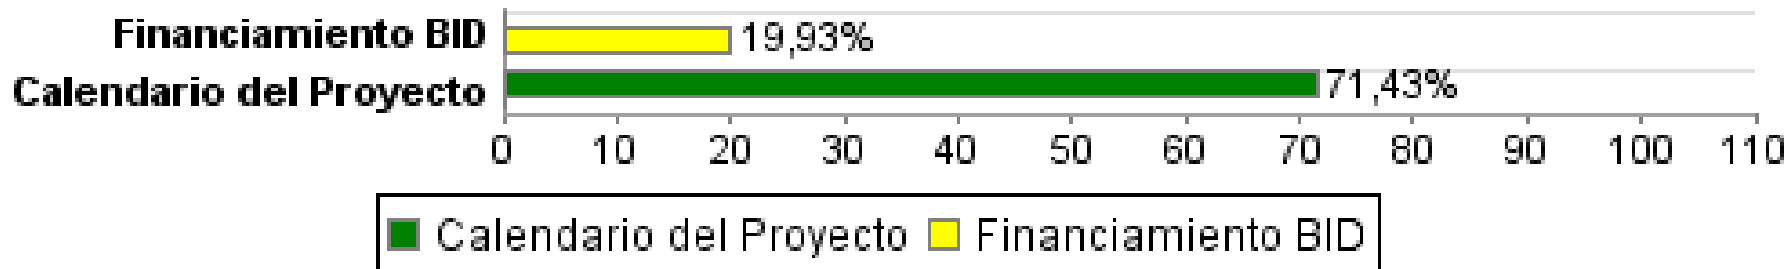 Financiamiento BID 19,93%
Calendario del Proyecto 71,43%
0 10 20 30 40 50 60 70 80 90 100 110
Calendario del Proyecto Financiamiento BID